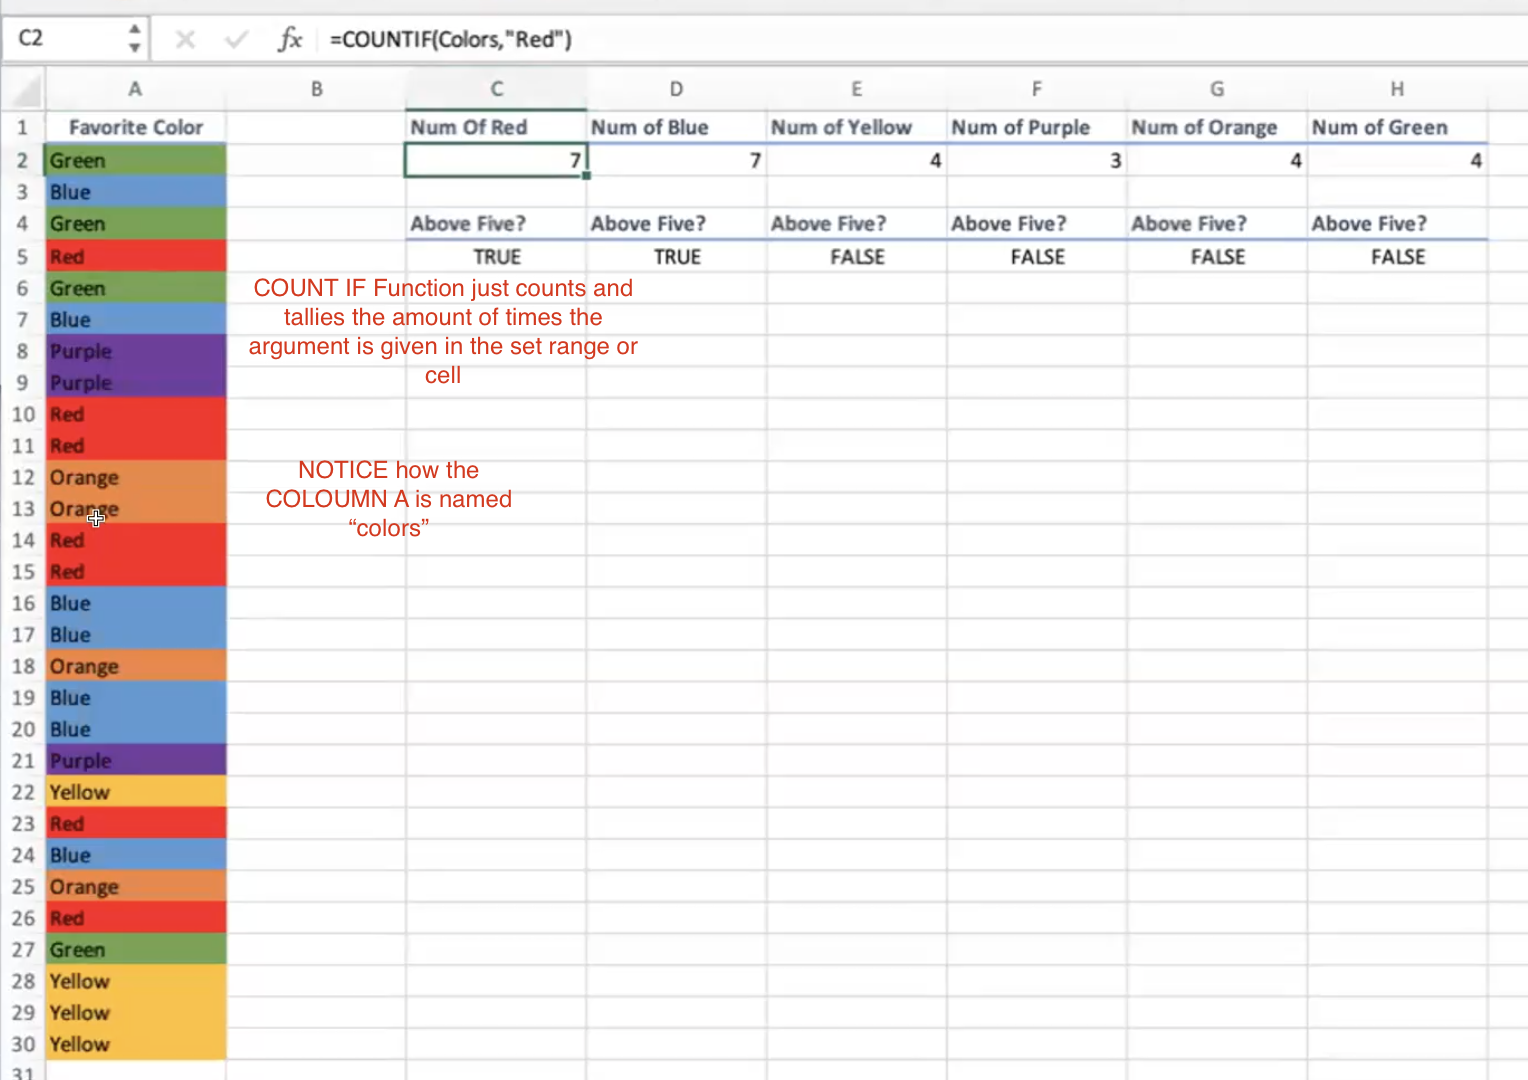 C2 fx =COUNTIF(Colors,"Red")
A B C D E F G H
1 Favorite Color Num Of Red Num of Blue Num of Yellow Num of Purple Num of Orange Num of Green
2 Green 7 7 4 3 4 4
3 Blue
4 Green Above Five? Above Five? Above Five? Above Five? Above Five? Above Five?
5 Red TRUE TRUE FALSE FALSE FALSE FALSE
6 Green
7 Blue
8 Purple
9 Purple
10 Red
11 Red
12 Orange
13 Orange
14 Red
15 Red
16 Blue
17 Blue
18 Orange
19 Blue
20 Blue
21 Purple
22 Yellow
23 Red
24 Blue
25 Orange
26 Red
27 Green
28 Yellow
29 Yellow
30 Yellow
31
COUNT IF Function just counts and
tallies the amount of times the
argument is given in the set range or
cell
NOTICE how the
COLOUMN A is named
“colors”